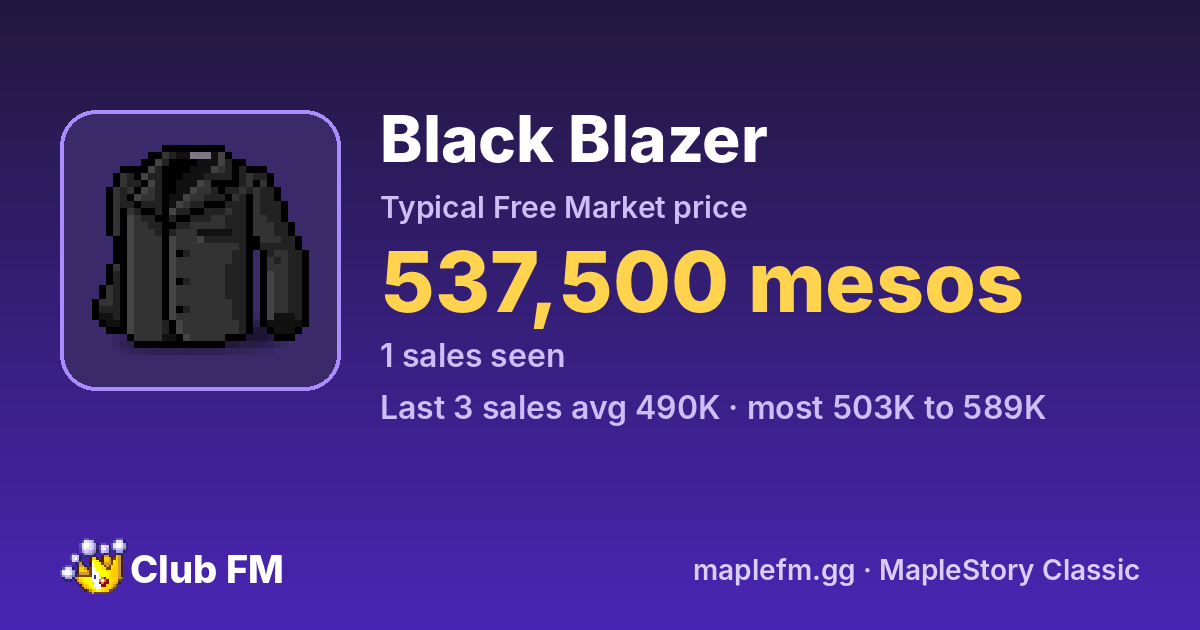 Black Blazer
Typical Free Market price
537,500 mesos
1 sales seen
Last 3 sales avg 490K · most 503K to 589K
Club FM
maplefm.gg · MapleStory Classic